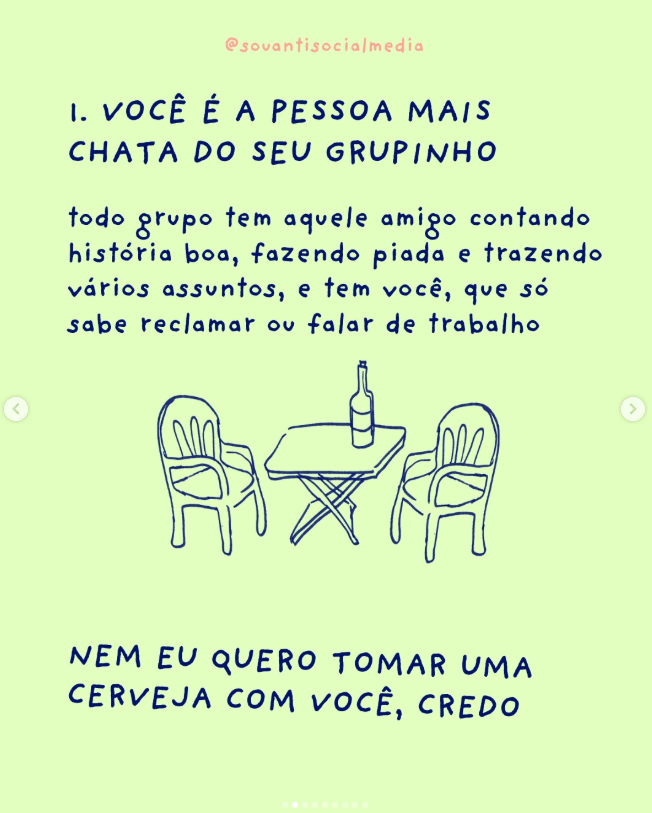 @souantisocialmedia
1. VOCÊ É A PESSOA MAIS
CHATA DO SEU GRUPINHO
todo grupo tem aquele amigo contando
história boa, fazendo piada e trazendo
vários assuntos, e tem você, que só
sabe reclamar ou falar de trabalho
NEM EU QUERO TOMAR UMA
CERVEJA COM VOCÊ, CREDO